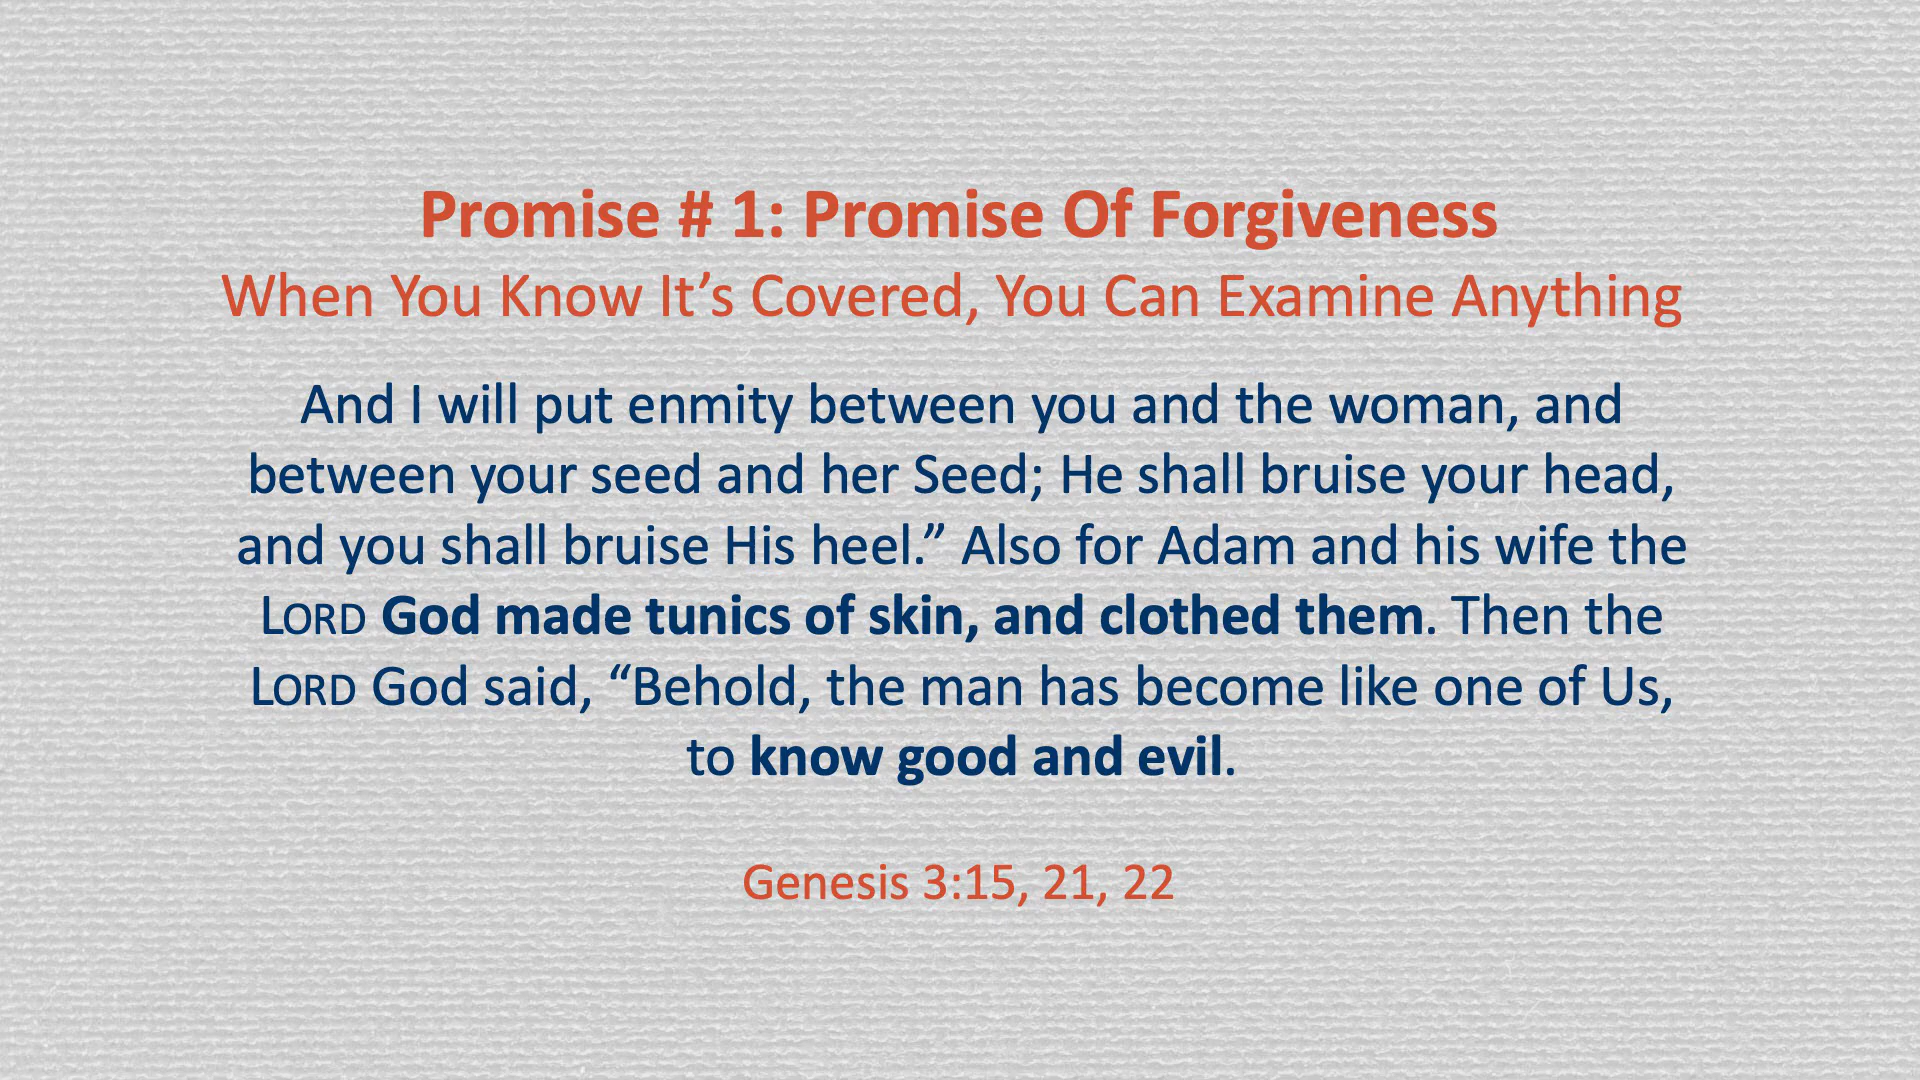 Promise # 1: Promise Of Forgiveness
When You Know It’s Covered, You Can Examine Anything
And I will put enmity between you and the woman, and
between your seed and her Seed; He shall bruise your head,
and you shall bruise His heel.” Also for Adam and his wife the
LORD God made tunics of skin, and clothed them. Then the
LORD God said, “Behold, the man has become like one of Us,
to know good and evil.
Genesis 3:15, 21, 22